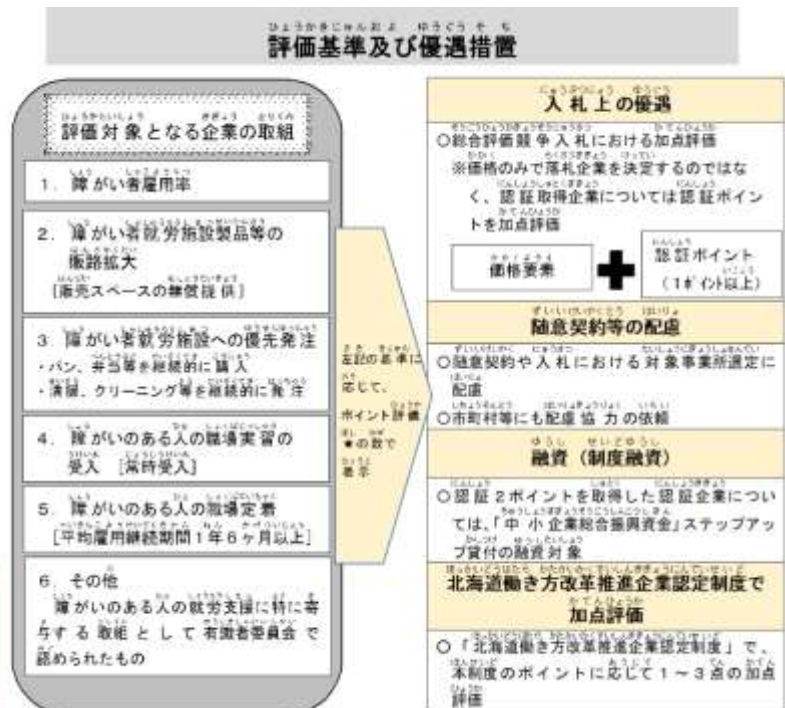 評価基準及び優遇措置
評価対象となる企業の取組
1．障がい者雇用率
2．障がい者就労施設製品等の
販路拡大
［販売スペースの無償提供］
3．障がい者就労施設への優先発注
・パン、弁当等を継続的に購入
・清掃、クリーニング等を継続的に発注
4．障がいのある人の職場実習の
受入 ［常時受入］
5．障がいのある人の職場定着
［平均雇用継続期間1年6ヶ月以上］
6．その他
障がいのある人の就労支援に特に寄
与する取組として有識者委員会で
認められたもの
左記の基準に
応じて、
ポイント評価
★の数で
表示
入札上の優遇
○総合評価競争入札における加点評価
※価格のみで落札企業を決定するのではな
く、認証取得企業については認証ポイン
トを加点評価
価格要素
認証ポイント
（1ポイント以上）
随意契約等の配慮
○随意契約や入札における対象事業所選定に
配慮
○市町村等にも配慮協力の依頼
融資（制度融資）
○認証2ポイントを取得した認証企業につい
ては、「中小企業総合振興資金」ステップアッ
プ貸付の融資対象
北海道働き方改革推進企業認定制度で
加点評価
○「北海道働き方改革推進企業認定制度」で、
本制度のポイントに応じて1～3点の加点
評価